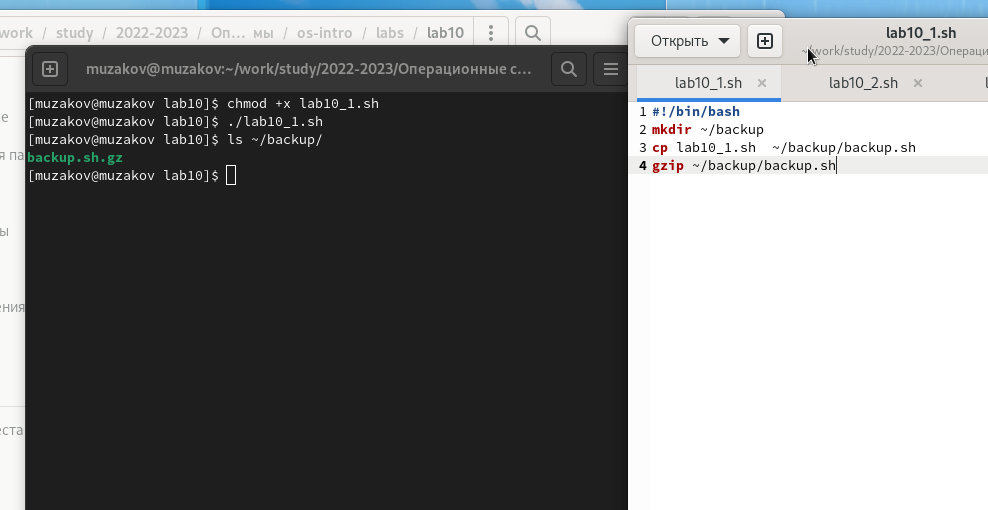 work / study / 2022-2023 / Оп… мы / os-intro / labs / lab10
muzakov@muzakov:~/work/study/2022-2023/Операционные с…
[muzakov@muzakov lab10]$ chmod +x lab10_1.sh
[muzakov@muzakov lab10]$ ./lab10_1.sh
[muzakov@muzakov lab10]$ ls ~/backup/
backup.sh.gz
[muzakov@muzakov lab10]$
Открыть
lab10_1.sh
~/work/study/2022-2023/Операци
lab10_1.sh × lab10_2.sh ×
1 #!/bin/bash
2 mkdir ~/backup
3 cp lab10_1.sh  ~/backup/backup.sh
4 gzip ~/backup/backup.sh